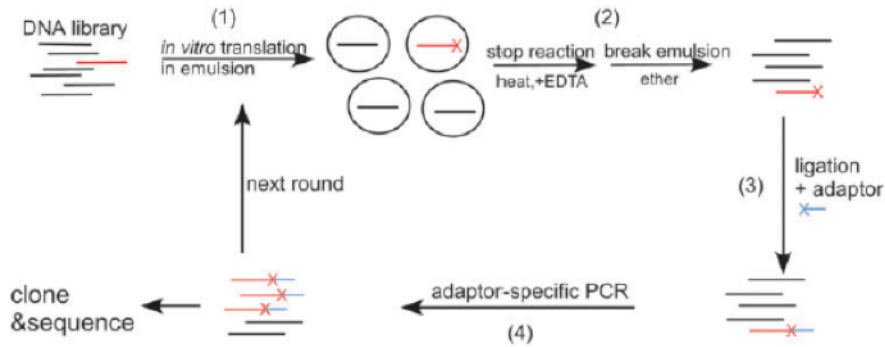 DNA library
(1)
in vitro translation
in emulsion
(2)
stop reaction
heat,+EDTA
break emulsion
ether
(3)
ligation
+ adaptor
adaptor-specific PCR
(4)
next round
clone
&sequence